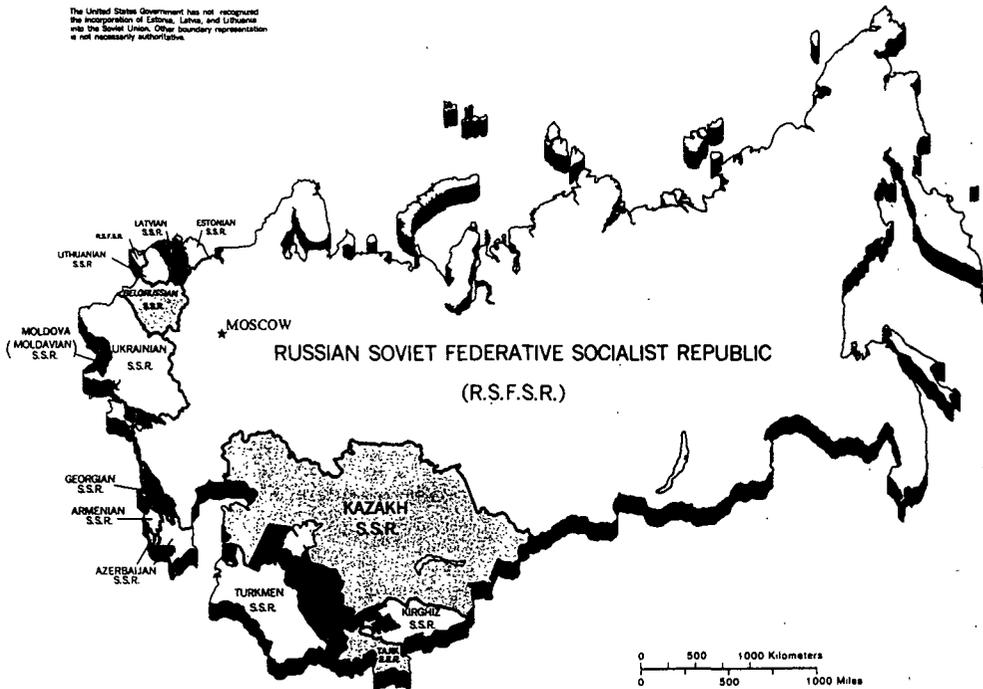 The United States Government has not recognized
the incorporation of Estonia, Latvia, and Lithuania
into the Soviet Union. Other boundary representation
is not necessarily authoritative.
LATVIAN
S.S.R.
ESTONIAN
S.S.R.
R.S.F.S.R.
LITHUANIAN
S.S.R.
BELORUSSIAN
S.S.R.
MOLDOVA
(MOLDAVIAN)
S.S.R.
UKRAINIAN
S.S.R.
MOSCOW
RUSSIAN SOVIET FEDERATIVE SOCIALIST REPUBLIC
(R.S.F.S.R.)
GEORGIAN
S.S.R.
ARMENIAN
S.S.R.
AZERBAIJAN
S.S.R.
KAZAKH
S.S.R.
TURKMEN
S.S.R.
KIRGHIZ
S.S.R.
TAJIK
S.S.R.
0 500 1000 Kilometers
0 500 1000 Miles